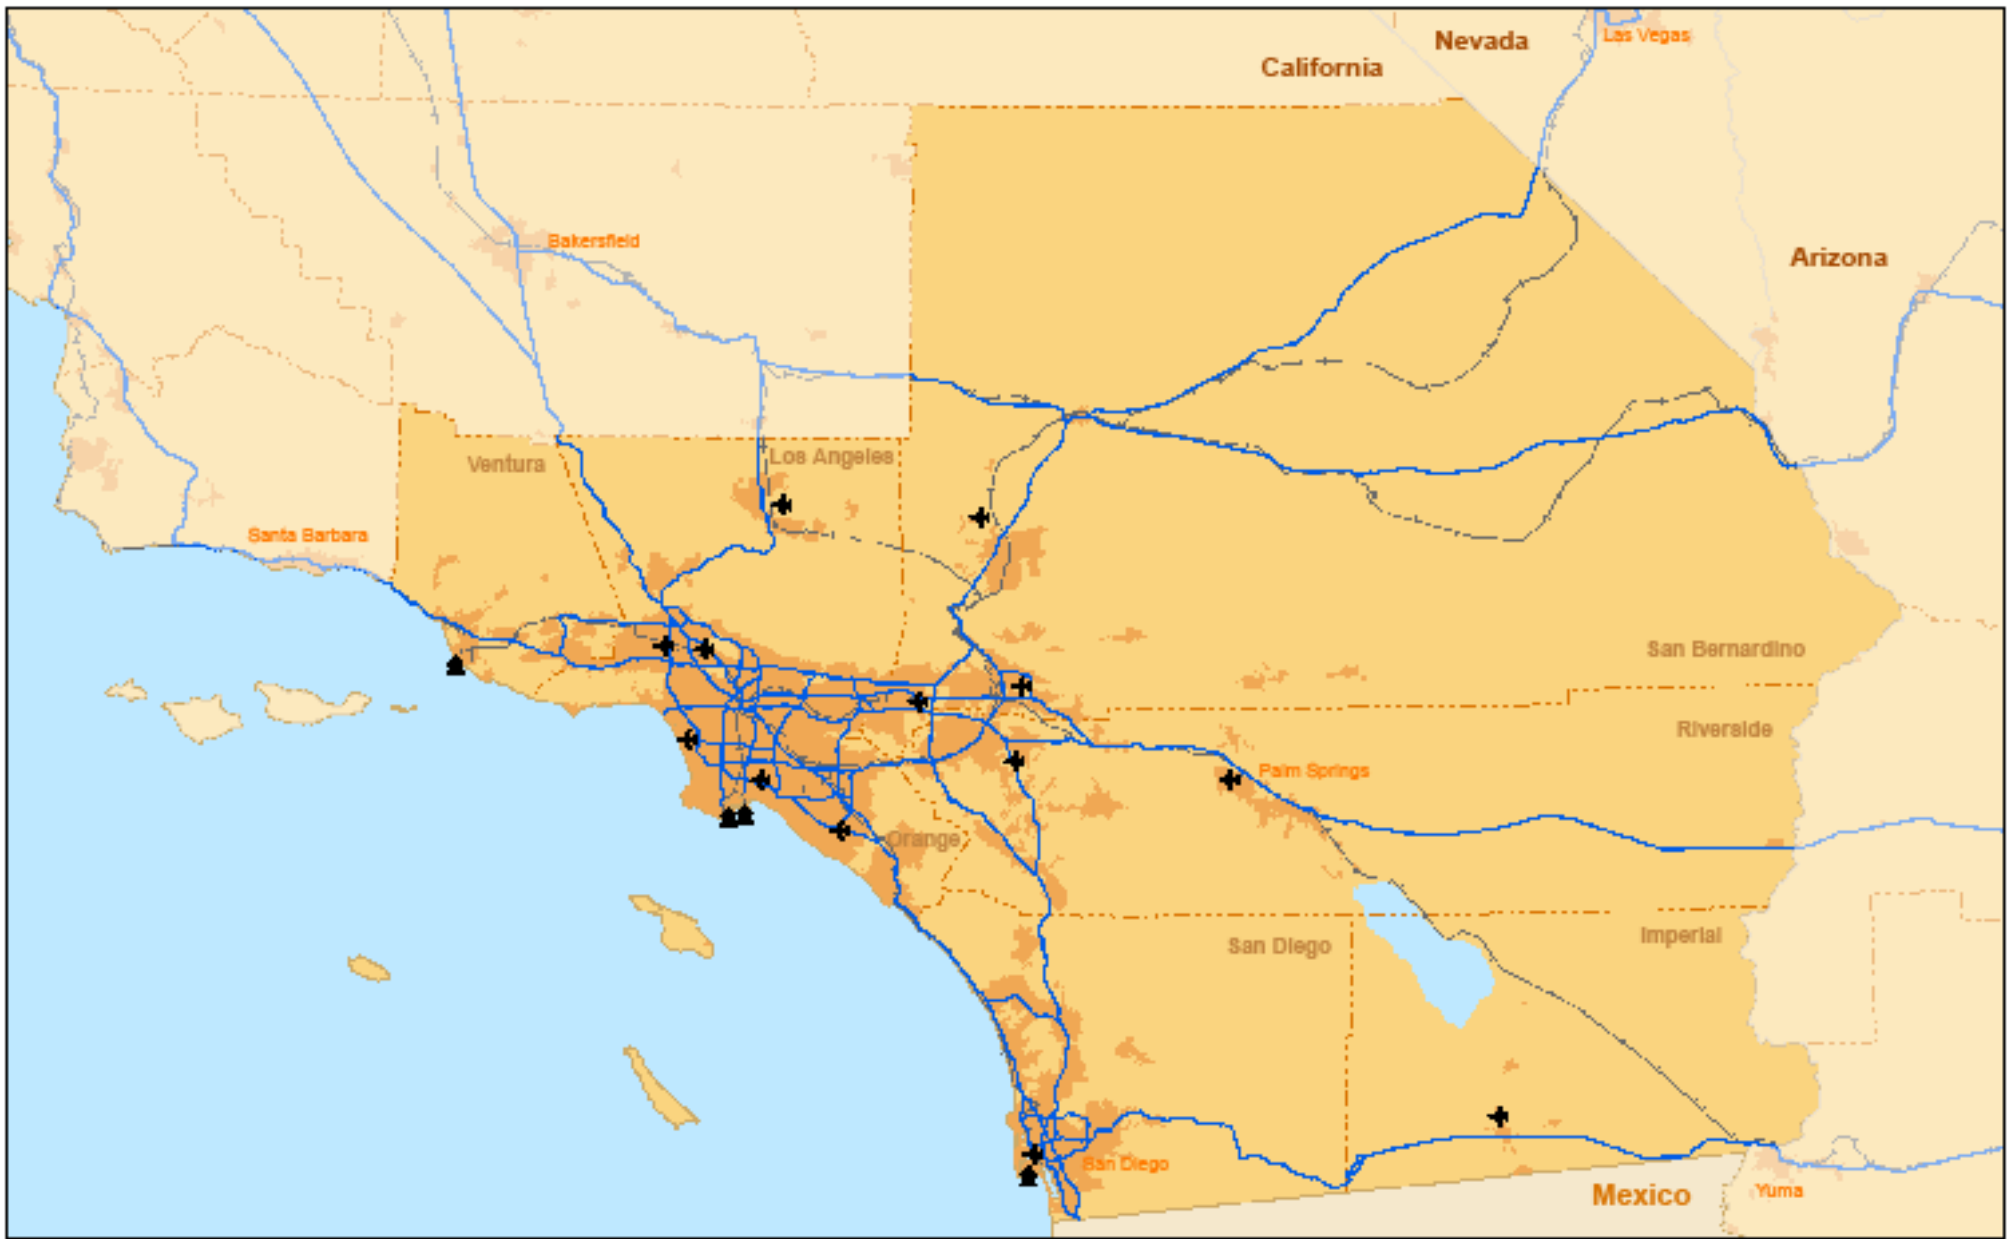 Nevada
Las Vegas
California
Bakersfield
Arizona
Ventura
Los Angeles
Santa Barbara
San Bernardino
Riverside
Palm Springs
Orange
San Diego
Imperial
San Diego
Mexico
Yuma